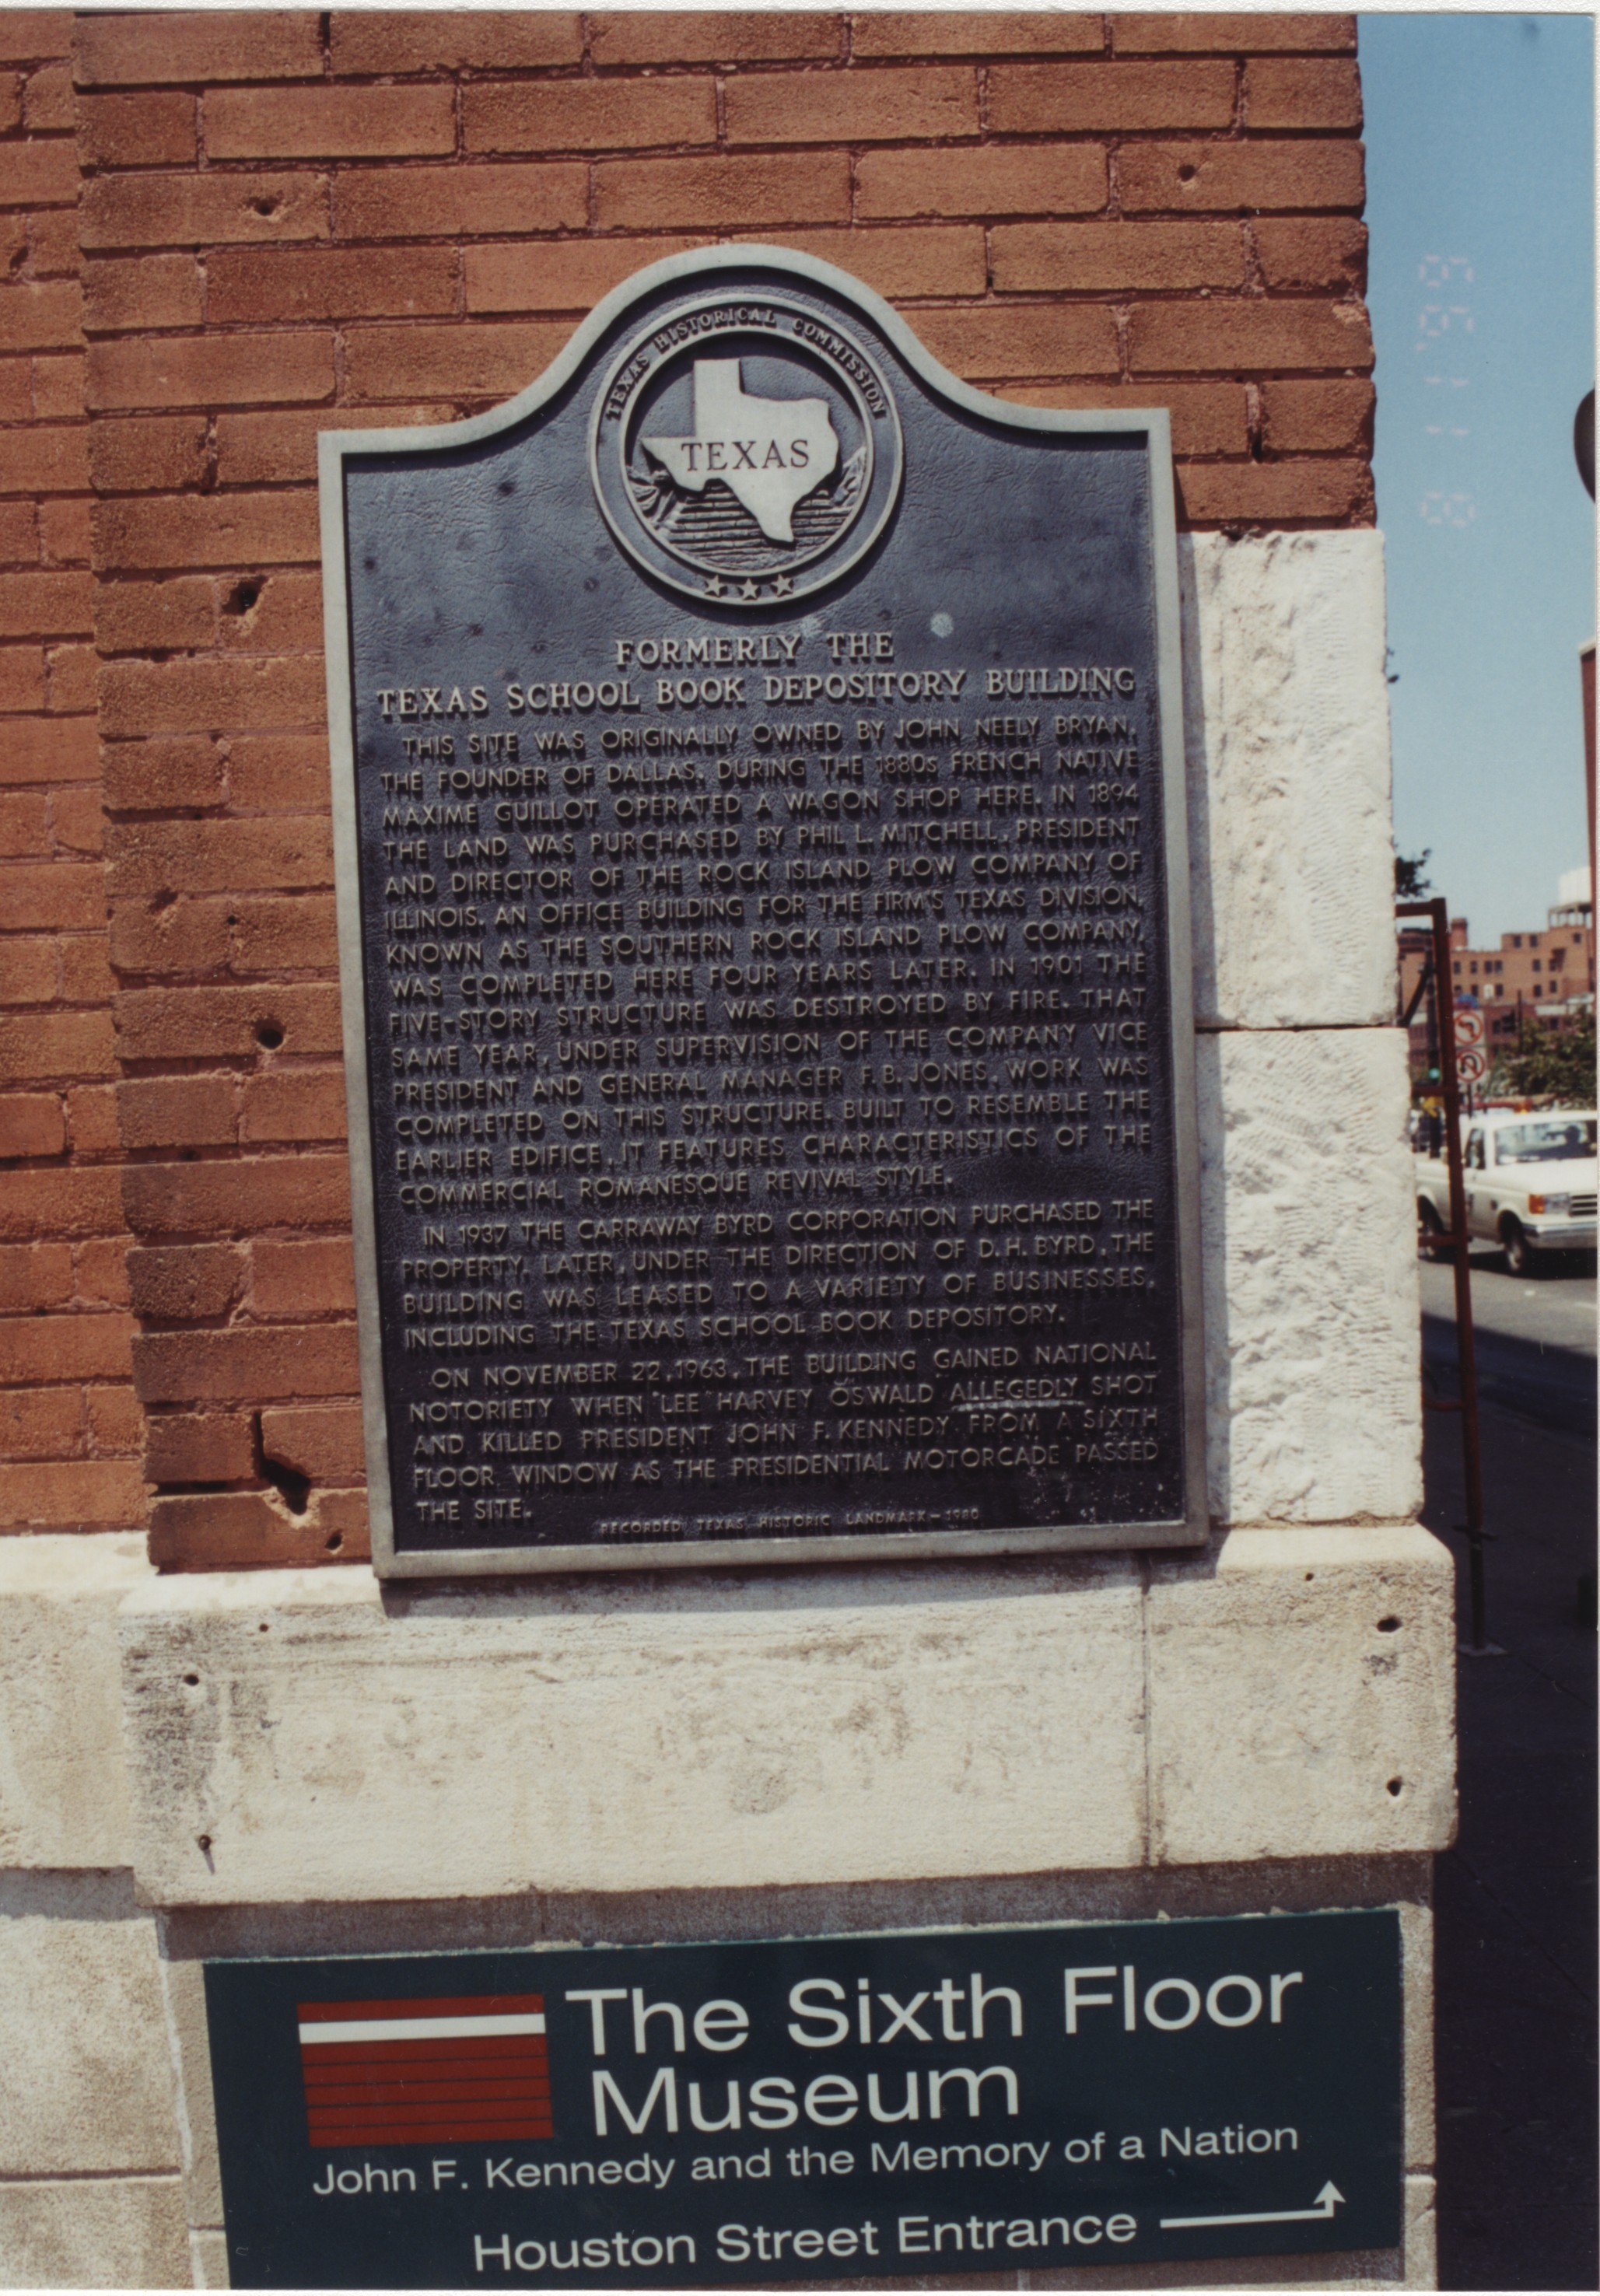 TEXAS HISTORICAL COMMISSION
TEXAS
FORMERLY THE
TEXAS SCHOOL BOOK DEPOSITORY BUILDING
THIS SITE WAS ORIGINALLY OWNED BY JOHN NEELY BRYAN,
THE FOUNDER OF DALLAS. DURING THE 1880s FRENCH NATIVE
MAXIME GUILLOT OPERATED A WAGON SHOP HERE. IN 1894
THE LAND WAS PURCHASED BY PHIL L. MITCHELL, PRESIDENT
AND DIRECTOR OF THE ROCK ISLAND PLOW COMPANY OF
ILLINOIS. AN OFFICE BUILDING FOR THE FIRM'S TEXAS DIVISION,
KNOWN AS THE SOUTHERN ROCK ISLAND PLOW COMPANY,
WAS COMPLETED HERE FOUR YEARS LATER. IN 1901 THE
FIVE-STORY STRUCTURE WAS DESTROYED BY FIRE. THAT
SAME YEAR, UNDER SUPERVISION OF THE COMPANY VICE
PRESIDENT AND GENERAL MANAGER F. B. JONES, WORK WAS
COMPLETED ON THIS STRUCTURE. BUILT TO RESEMBLE THE
EARLIER EDIFICE, IT FEATURES CHARACTERISTICS OF THE
COMMERCIAL ROMANESQUE REVIVAL STYLE.
IN 1937 THE CARRAWAY BYRD CORPORATION PURCHASED THE
PROPERTY. LATER, UNDER THE DIRECTION OF D. H. BYRD, THE
BUILDING WAS LEASED TO A VARIETY OF BUSINESSES,
INCLUDING THE TEXAS SCHOOL BOOK DEPOSITORY.
ON NOVEMBER 22, 1963, THE BUILDING GAINED NATIONAL
NOTORIETY WHEN LEE HARVEY OSWALD ALLEGEDLY SHOT
AND KILLED PRESIDENT JOHN F. KENNEDY FROM A SIXTH
FLOOR WINDOW AS THE PRESIDENTIAL MOTORCADE PASSED
THE SITE.
RECORDED TEXAS HISTORIC LANDMARK - 1980
The Sixth Floor
Museum
John F. Kennedy and the Memory of a Nation
Houston Street Entrance
8 11 '99